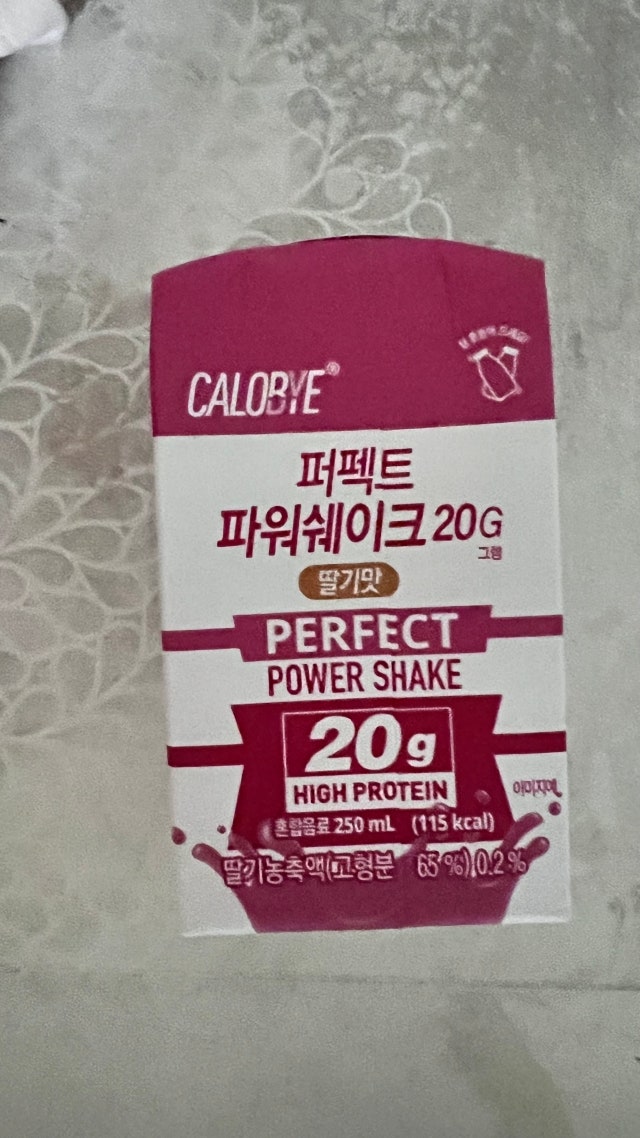 CALOBYE®
퍼펙트
파워쉐이크 20G
그램
딸기맛
PERFECT
POWER SHAKE
20g
HIGH PROTEIN
이미지예
혼합음료 250 mL (115 kcal)
딸기농축액(고형분 65 %)0.2 %